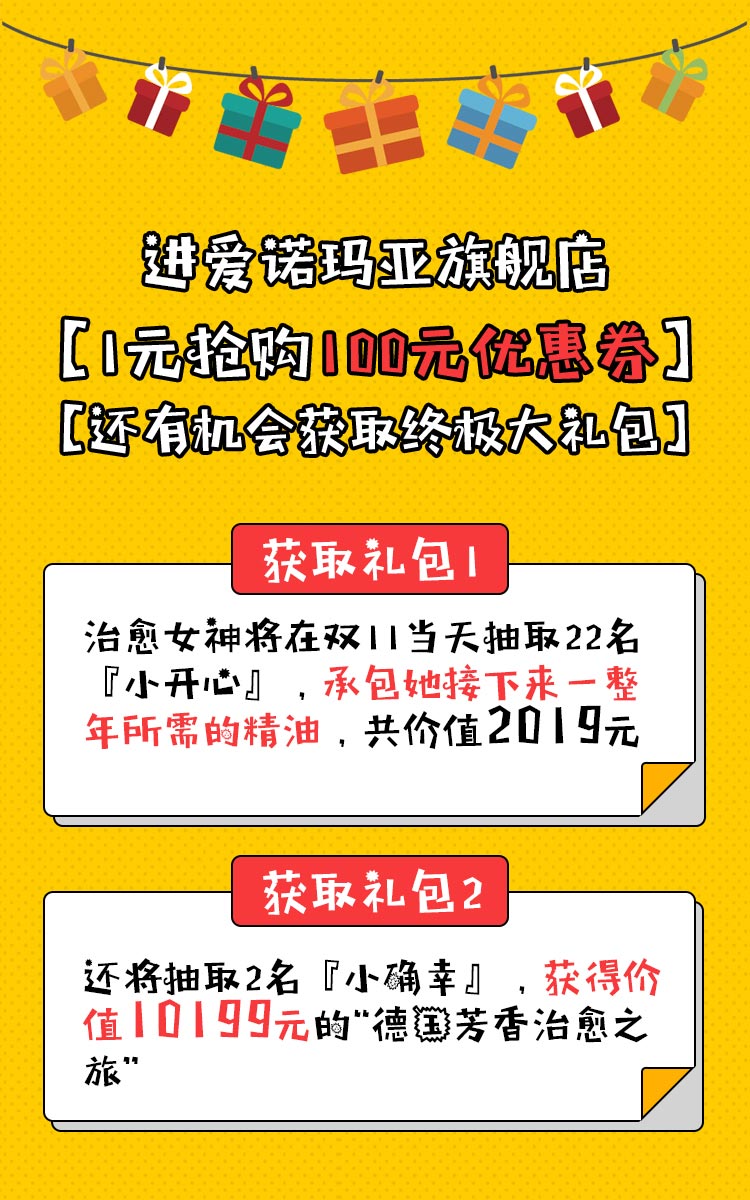 进爱诺玛亚旗舰店
[1元抢购100元优惠券]
[还有机会获取终极大礼包]
获取礼包1
治愈女神将在双11当天抽取22名
『小开心』，承包她接下来一整
年所需的精油，共价值2019元
获取礼包2
还将抽取2名『小确幸』，获得价
值10199元的"德国芳香治愈之
旅"